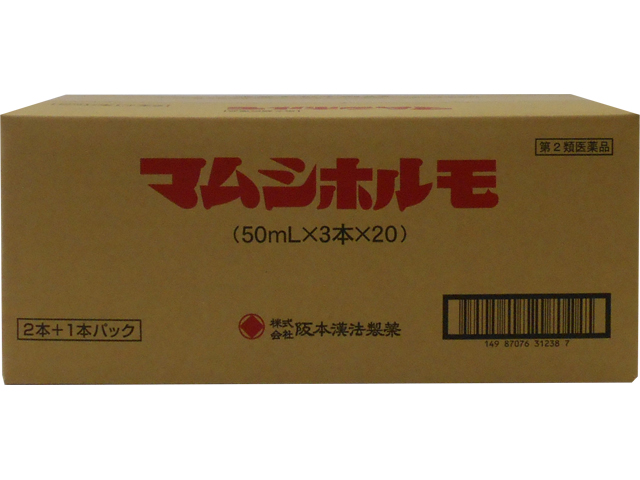 第2類医薬品
マムシホルモ
(50mL×3本×20)
2本+1本パック
株式会社 阪本漢法製薬
149 87076 31238 7